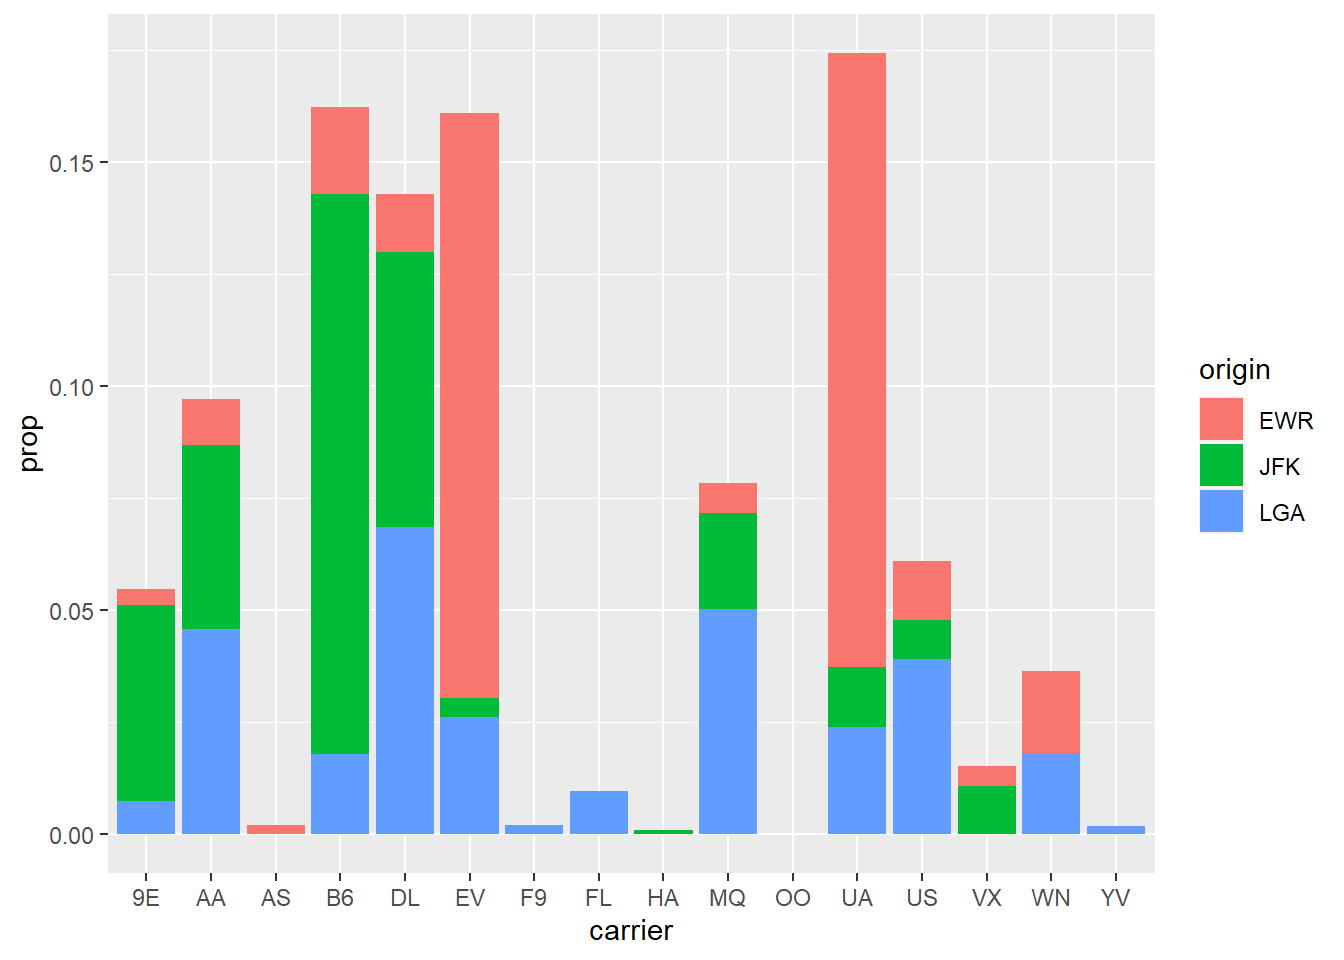 0.15
0.10
0.05
0.00
prop
9E AA AS B6 DL EV F9 FL HA MQ OO UA US VX WN YV
carrier
origin
EWR
JFK
LGA